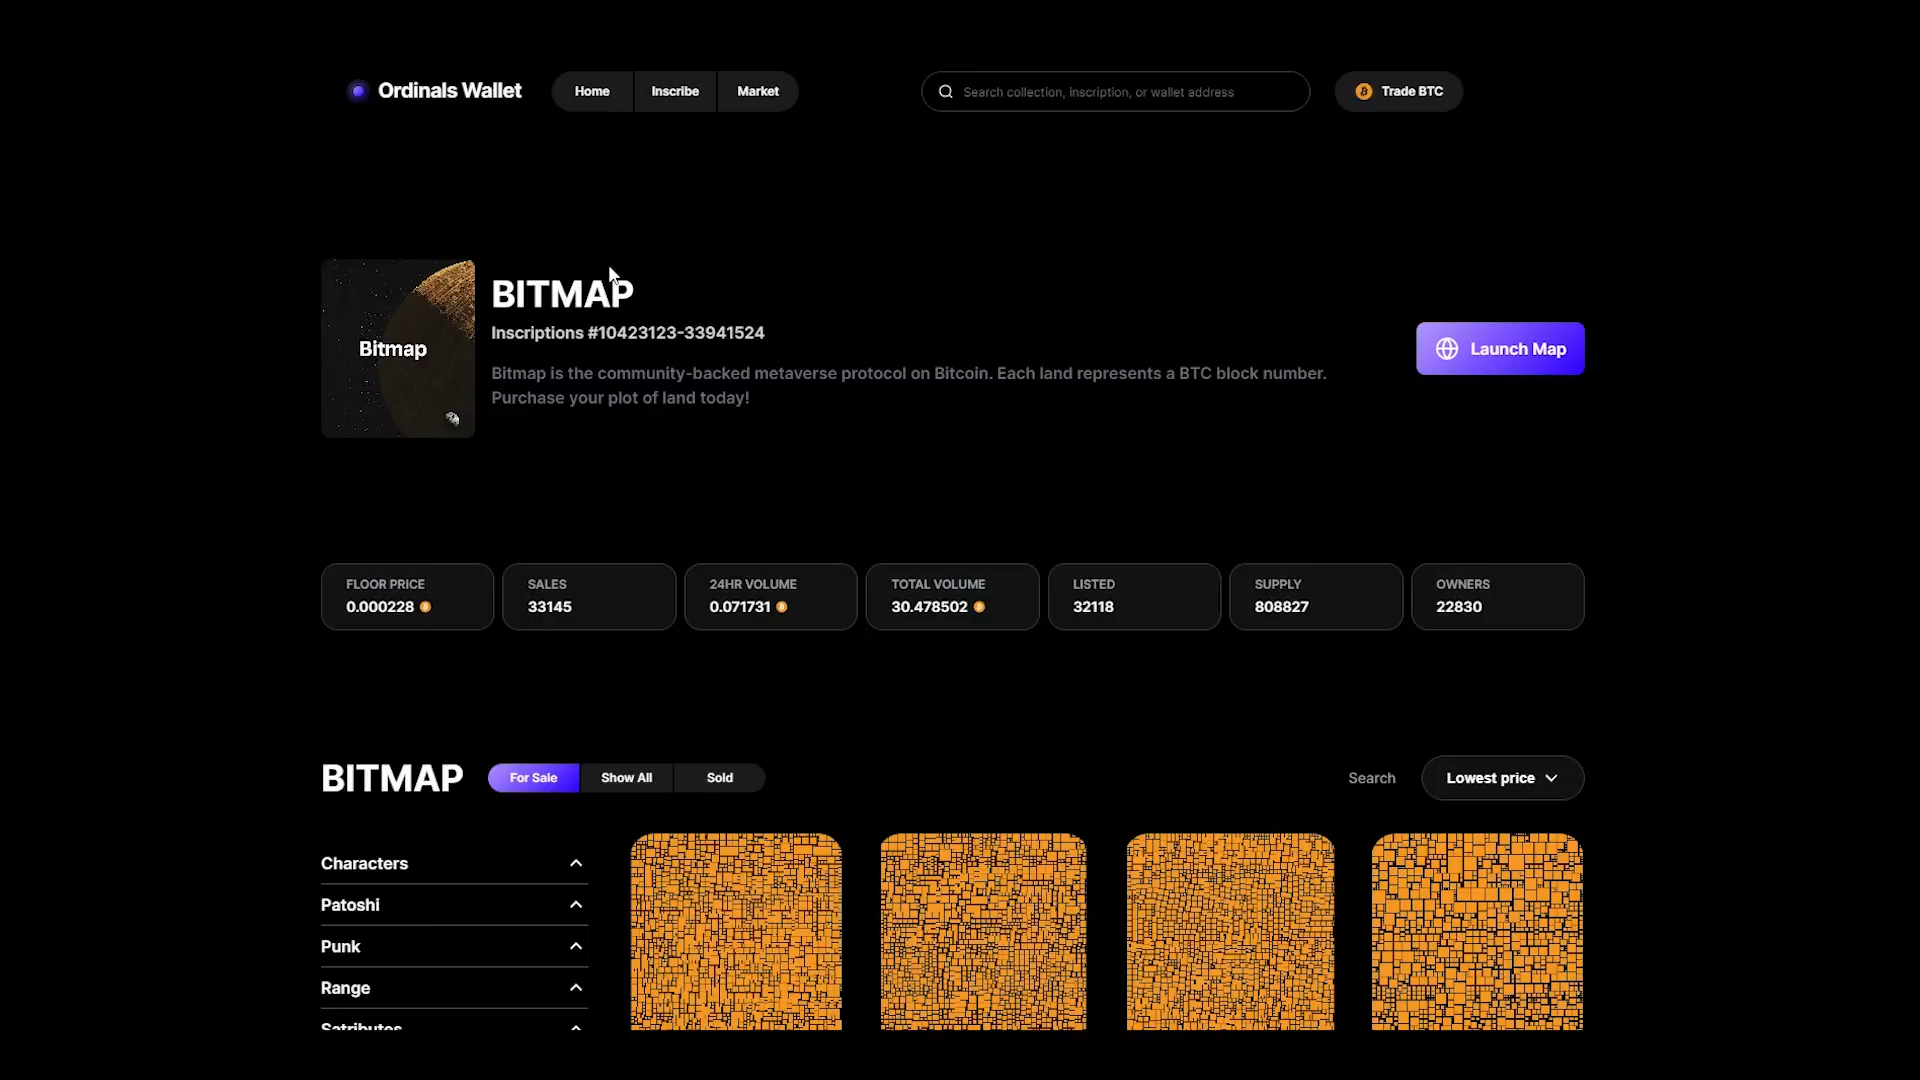 Ordinals Wallet
Home
Inscribe
Market
Search collection, inscription, or wallet address
Trade BTC
Bitmap
BITMAP
Inscriptions #10423123-33941524
Bitmap is the community-backed metaverse protocol on Bitcoin. Each land represents a BTC block number.
Purchase your plot of land today!
Launch Map
FLOOR PRICE
0.000228
SALES
33145
24HR VOLUME
0.071731
TOTAL VOLUME
30.478502
LISTED
32118
SUPPLY
808827
OWNERS
22830
BITMAP
For Sale
Show All
Sold
Search
Lowest price
Characters
Patoshi
Punk
Range
Satributes